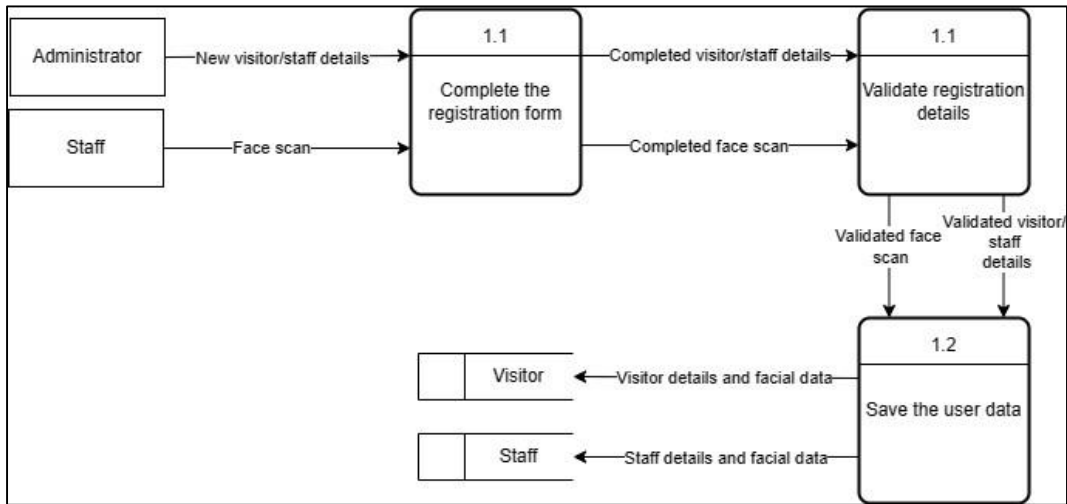 1.1
1.1
Administrator
New visitor/staff details
Completed visitor/staff details
Complete the
registration form
Validate registration
details
Staff
Face scan
Completed face scan
Validated face
scan
Validated visitor/
staff
details
1.2
Visitor
Visitor details and facial data
Save the user data
Staff
Staff details and facial data